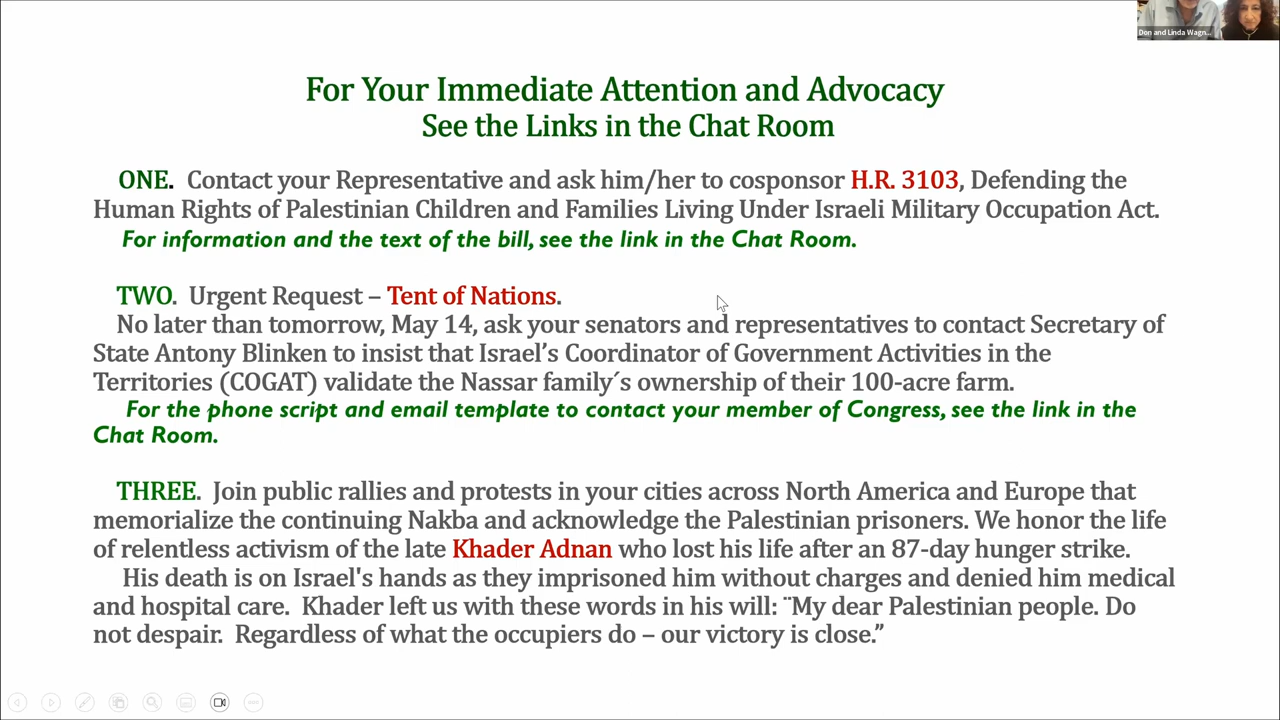 Don and Linda Wagn...
For Your Immediate Attention and Advocacy
See the Links in the Chat Room
ONE. Contact your Representative and ask him/her to cosponsor H.R. 3103, Defending the
Human Rights of Palestinian Children and Families Living Under Israeli Military Occupation Act.
For information and the text of the bill, see the link in the Chat Room.
TWO. Urgent Request – Tent of Nations.
No later than tomorrow, May 14, ask your senators and representatives to contact Secretary of
State Antony Blinken to insist that Israel’s Coordinator of Government Activities in the
Territories (COGAT) validate the Nassar family´s ownership of their 100-acre farm.
For the phone script and email template to contact your member of Congress, see the link in the
Chat Room.
THREE. Join public rallies and protests in your cities across North America and Europe that
memorialize the continuing Nakba and acknowledge the Palestinian prisoners. We honor the life
of relentless activism of the late Khader Adnan who lost his life after an 87-day hunger strike.
His death is on Israel's hands as they imprisoned him without charges and denied him medical
and hospital care. Khader left us with these words in his will: ¨My dear Palestinian people. Do
not despair. Regardless of what the occupiers do – our victory is close.”